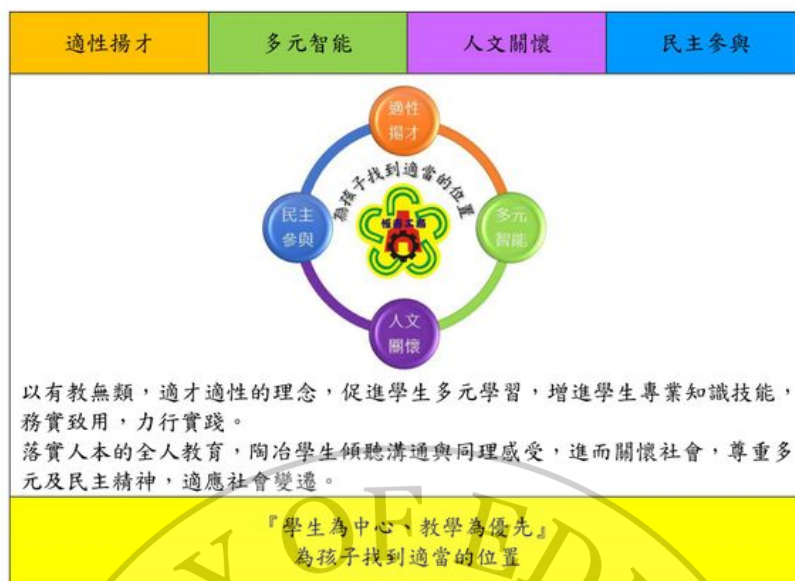 適性揚才
多元智能
人文關懷
民主參與
適性
揚才
為孩子找到適當的位置
民主
參與
恆春工商
多元
智能
人文
關懷
以有教無類，適才適性的理念，促進學生多元學習，增進學生專業知識技能，
務實致用，力行實踐。
落實人本的全人教育，陶冶學生傾聽溝通與同理感受，進而關懷社會，尊重多
元及民主精神，適應社會變遷。
『學生為中心、教學為優先』
為孩子找到適當的位置
Y OF ED